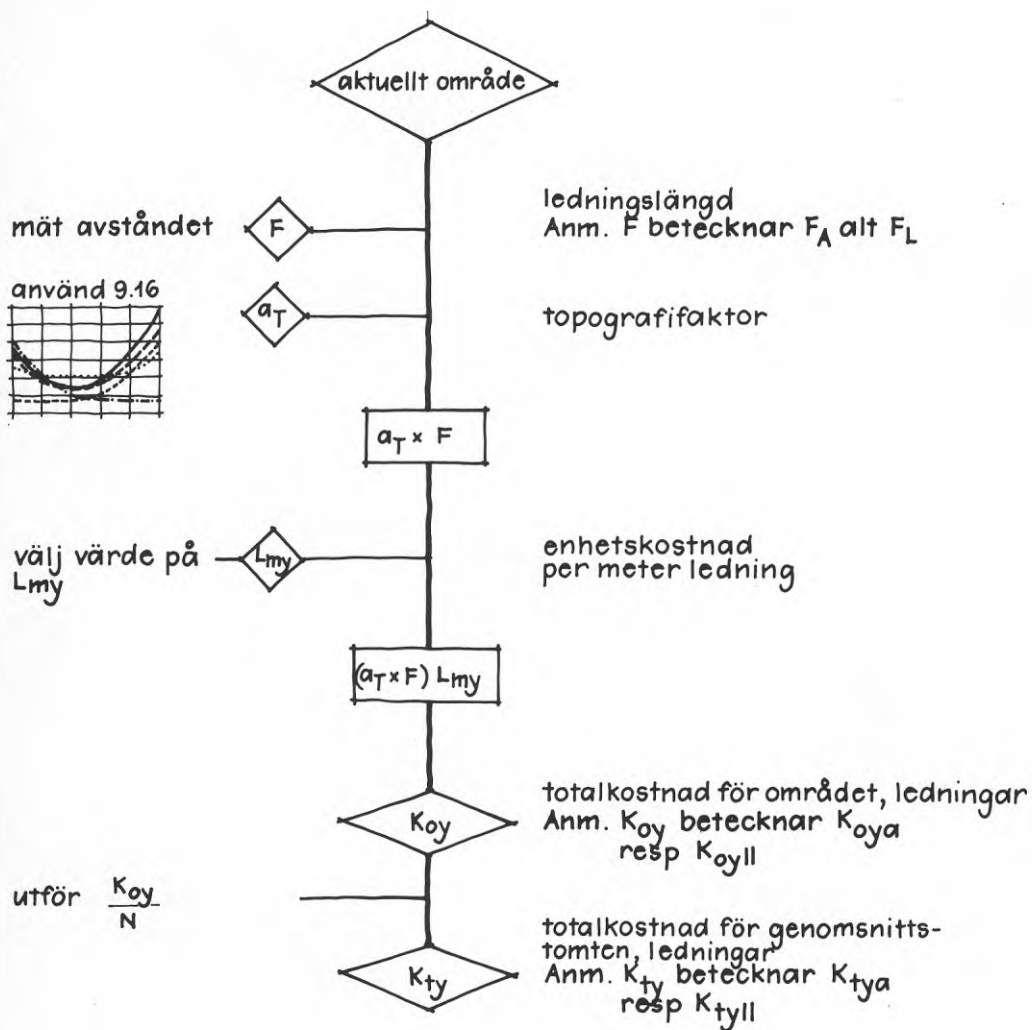 aktuellt område
mät avståndet
F
ledningslängd
Anm. F betecknar F_A alt F_L
använd 9.16
a_T
topografifaktor
a_T × F
välj värde på
L_my
L_my
enhetskostnad
per meter ledning
(a_T × F) L_my
K_oy
totalkostnad för området, ledningar
Anm. K_oy betecknar K_oya
resp K_oyll
utför K_oy
N
K_ty
totalkostnad för genomsnitts-
tomten, ledningar
Anm. K_ty betecknar K_tya
resp K_tyll